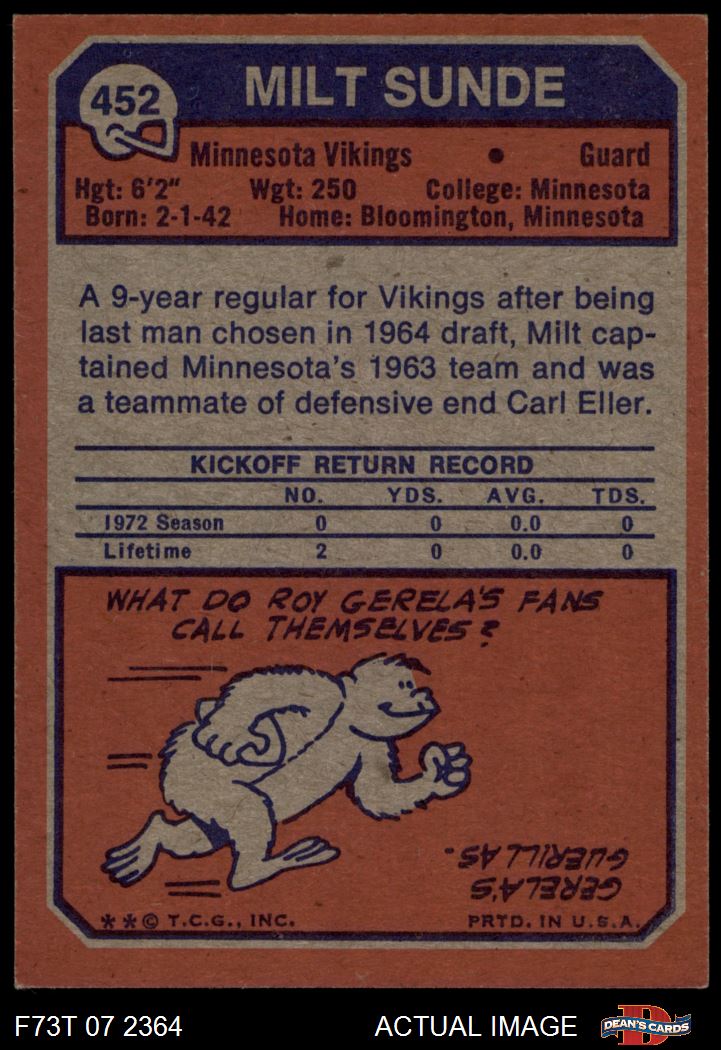 452
MILT SUNDE
Minnesota Vikings • Guard
Hgt: 6'2" Wgt: 250 College: Minnesota
Born: 2-1-42 Home: Bloomington, Minnesota
A 9-year regular for Vikings after being
last man chosen in 1964 draft, Milt cap-
tained Minnesota's 1963 team and was
a teammate of defensive end Carl Eller.
KICKOFF RETURN RECORD
NO. YDS. AVG. TDS.
1972 Season 0 0 0.0 0
Lifetime 2 0 0.0 0
WHAT DO ROY GERELA'S FANS
CALL THEMSELVES?
GERELA'S
GUERILLAS.
**© T.C.G., INC. PRTD. IN U.S.A.
F73T 07 2364 ACTUAL IMAGE D DEAN'S CARDS